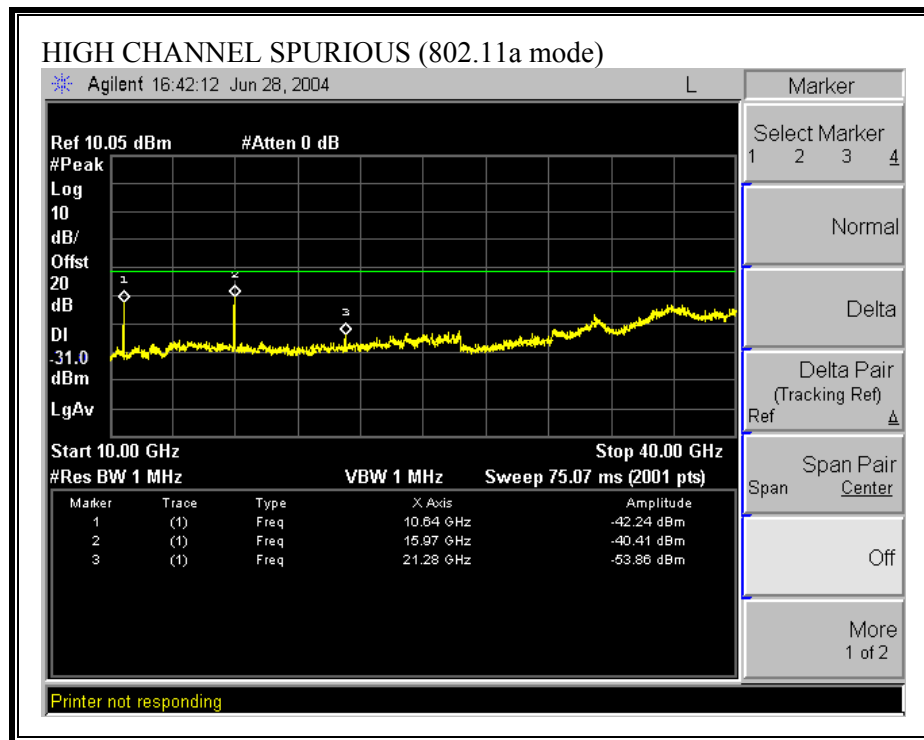 HIGH CHANNEL SPURIOUS (802.11a mode)
Agilent 16:42:12 Jun 28, 2004 L
Marker
Ref 10.05 dBm #Atten 0 dB
#Peak
Log
10
dB/
Offst
20
dB
DI
-31.0
dBm
LgAv
1
2
3
Start 10.00 GHz Stop 40.00 GHz
#Res BW 1 MHz VBW 1 MHz Sweep 75.07 ms (2001 pts)
Marker Trace Type X Axis Amplitude
1 (1) Freq 10.64 GHz -42.24 dBm
2 (1) Freq 15.97 GHz -40.41 dBm
3 (1) Freq 21.28 GHz -53.86 dBm
Select Marker
1 2 3 4
Normal
Delta
Delta Pair
(Tracking Ref)
Ref Δ
Span Pair
Span Center
Off
More
1 of 2
Printer not responding